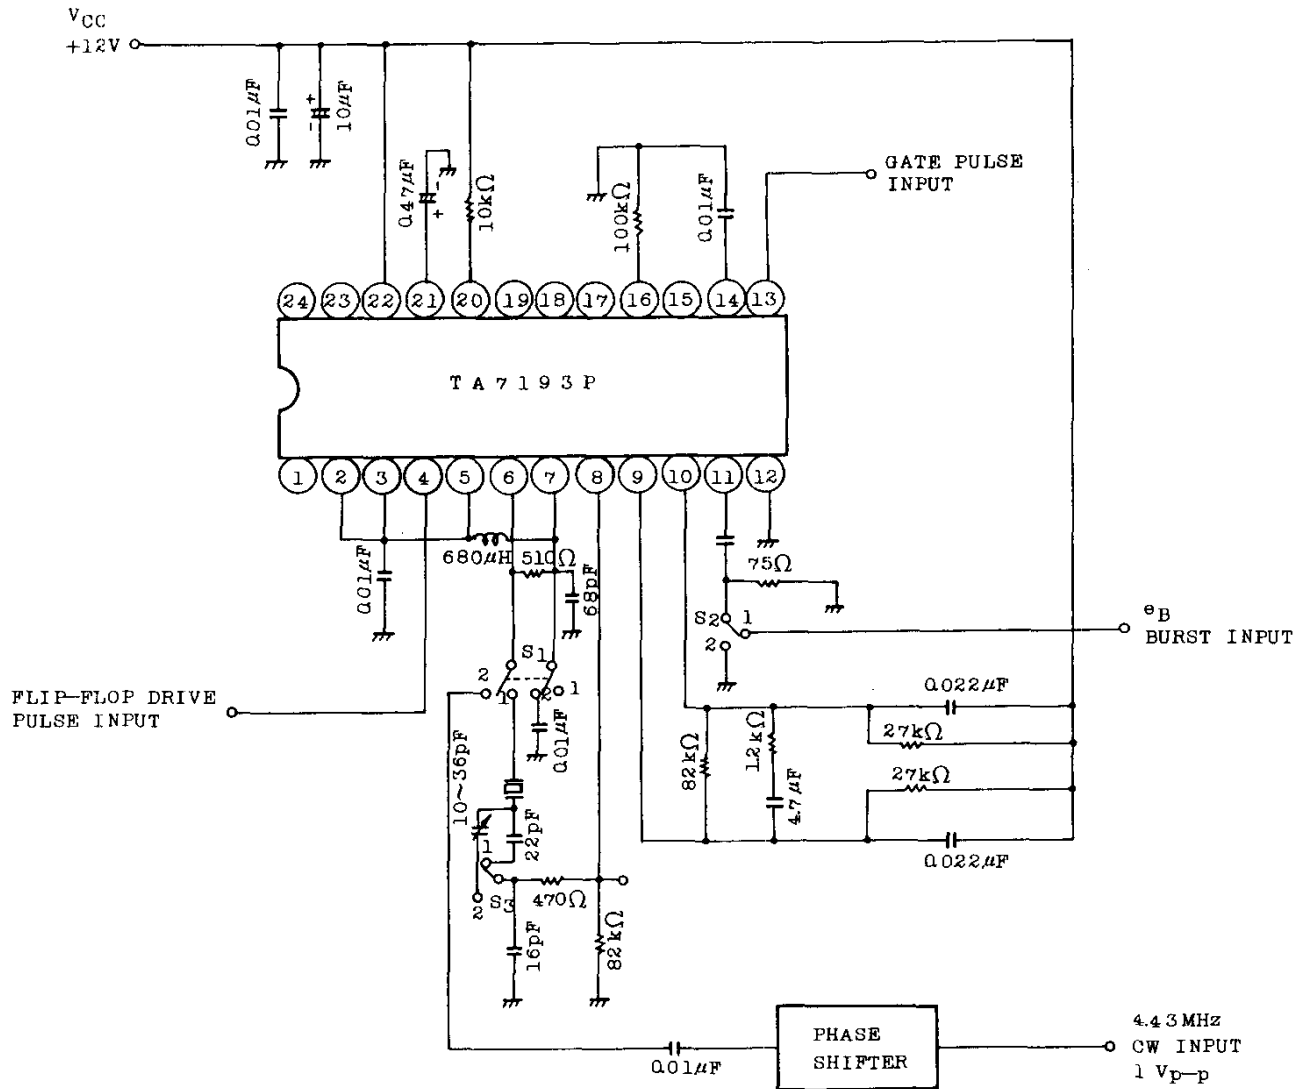 VCC
+12V
0.01μF
10μF
0.47μF
10kΩ
100kΩ
0.01μF
GATE PULSE
INPUT
24 23 22 21 20 19 18 17 16 15 14 13
TA7193P
1 2 3 4 5 6 7 8 9 10 11 12
680μH
510Ω
0.01μF
68pF
75Ω
S2
1
2
eB
BURST INPUT
S1
2
1
2
1
FLIP-FLOP DRIVE
PULSE INPUT
0.01μF
0.022μF
27kΩ
82kΩ
1.2kΩ
4.7μF
27kΩ
0.022μF
10~36pF
22pF
1
2
S3
470Ω
16pF
82kΩ
PHASE
SHIFTER
0.01μF
4.43MHz
CW INPUT
1 Vp-p